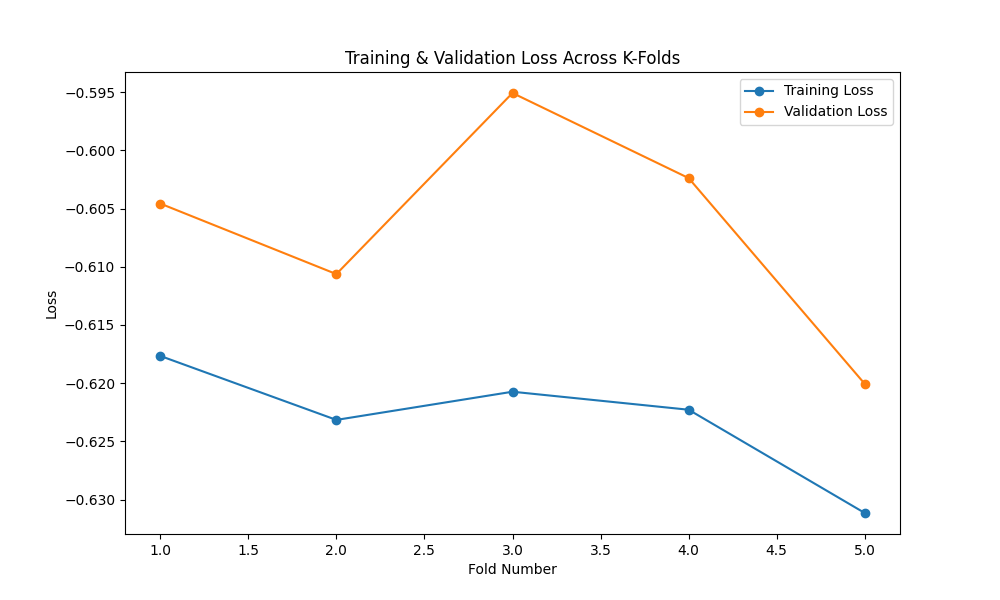 Training & Validation Loss Across K-Folds
Training Loss
Validation Loss
−0.595
−0.600
−0.605
−0.610
−0.615
−0.620
−0.625
−0.630
Loss
1.0 1.5 2.0 2.5 3.0 3.5 4.0 4.5 5.0
Fold Number